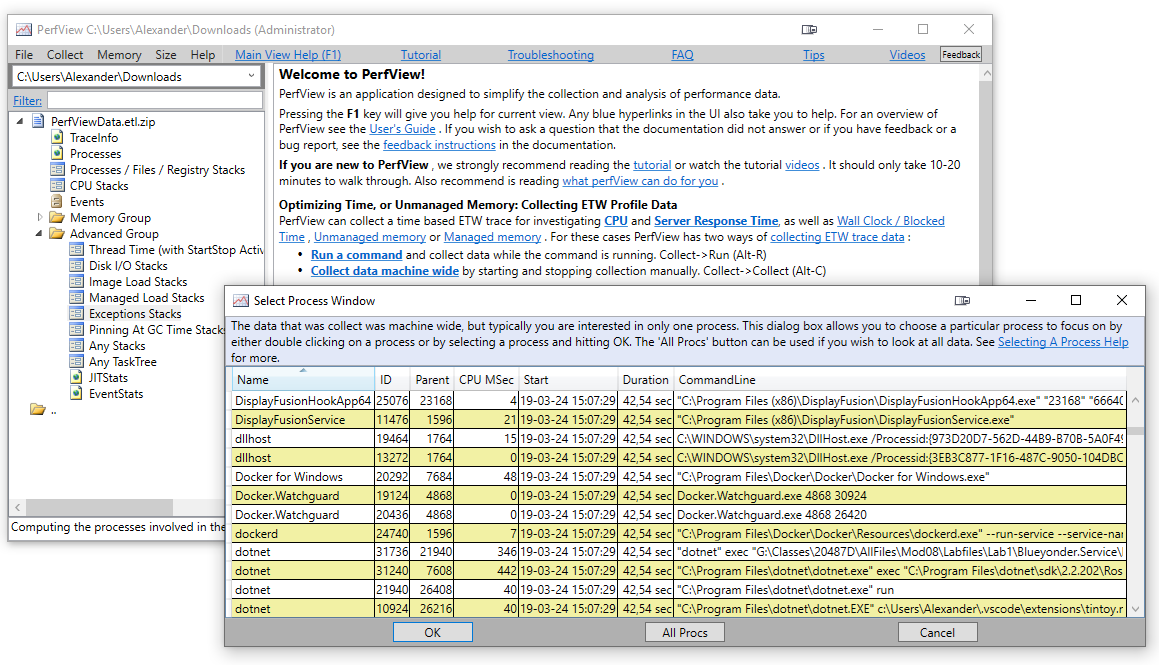 PerfView C:\Users\Alexander\Downloads (Administrator)
File Collect Memory Size Help Main View Help (F1) Tutorial Troubleshooting FAQ Tips Videos Feedback
C:\Users\Alexander\Downloads
Filter:
PerfViewData.etl.zip
TraceInfo
Processes
Processes / Files / Registry Stacks
CPU Stacks
Events
Memory Group
Advanced Group
Thread Time (with StartStop Activ
Disk I/O Stacks
Image Load Stacks
Managed Load Stacks
Exceptions Stacks
Pinning At GC Time Stacks
Any Stacks
Any TaskTree
JITStats
EventStats
..
Computing the processes involved in the
Welcome to PerfView!
PerfView is an application designed to simplify the collection and analysis of performance data.
Pressing the F1 key will give you help for current view. Any blue hyperlinks in the UI also take you to help. For an overview of
PerfView see the User's Guide . If you wish to ask a question that the documentation did not answer or if you have feedback or a
bug report, see the feedback instructions in the documentation.
If you are new to PerfView , we strongly recommend reading the tutorial or watch the tutorial videos . It should only take 10-20
minutes to walk through. Also recommend is reading what perfView can do for you .
Optimizing Time, or Unmanaged Memory: Collecting ETW Profile Data
PerfView can collect a time based ETW trace for investigating CPU and Server Response Time, as well as Wall Clock / Blocked
Time , Unmanaged memory or Managed memory . For these cases PerfView has two ways of collecting ETW trace data :
• Run a command and collect data while the command is running. Collect->Run (Alt-R)
• Collect data machine wide by starting and stopping collection manually. Collect->Collect (Alt-C)
Select Process Window
The data that was collect was machine wide, but typically you are interested in only one process. This dialog box allows you to choose a particular process to focus on by
either double clicking on a process or by selecting a process and hitting OK. The 'All Procs' button can be used if you wish to look at all data. See Selecting A Process Help
for more.
Name ID Parent CPU MSec Start Duration CommandLine
DisplayFusionHookApp64 25076 23168 4 19-03-24 15:07:29 42,54 sec "C:\Program Files (x86)\DisplayFusion\DisplayFusionHookApp64.exe" "23168" "66640
DisplayFusionService 11476 1596 21 19-03-24 15:07:29 42,54 sec "C:\Program Files (x86)\DisplayFusion\DisplayFusionService.exe"
dllhost 19464 1764 15 19-03-24 15:07:29 42,54 sec C:\WINDOWS\system32\DllHost.exe /Processid:{973D20D7-562D-44B9-B70B-5A0F49
dllhost 13272 1764 0 19-03-24 15:07:29 42,54 sec C:\WINDOWS\system32\DllHost.exe /Processid:{3EB3C877-1F16-487C-9050-104DBC
Docker for Windows 20292 7684 48 19-03-24 15:07:29 42,54 sec "C:\Program Files\Docker\Docker\Docker for Windows.exe"
Docker.Watchguard 19124 4868 0 19-03-24 15:07:29 42,54 sec Docker.Watchguard.exe 4868 30924
Docker.Watchguard 20436 4868 0 19-03-24 15:07:29 42,54 sec Docker.Watchguard.exe 4868 26420
dockerd 24740 1596 7 19-03-24 15:07:29 42,54 sec "C:\Program Files\Docker\Docker\Resources\dockerd.exe" --run-service --service-nar
dotnet 31736 21940 346 19-03-24 15:07:29 42,54 sec "dotnet" exec "G:\Classes\20487D\AllFiles\Mod08\Labfiles\Lab1\Blueyonder.Service\
dotnet 31240 7608 442 19-03-24 15:07:29 42,54 sec "C:\Program Files\dotnet\dotnet.exe" exec "C:\Program Files\dotnet\sdk\2.2.202\Ros
dotnet 21940 26408 40 19-03-24 15:07:29 42,54 sec "C:\Program Files\dotnet\dotnet.exe" run
dotnet 10924 26216 40 19-03-24 15:07:29 42,54 sec "C:\Program Files\dotnet\dotnet.EXE" c:\Users\Alexander\.vscode\extensions\tintoy.r
OK All Procs Cancel